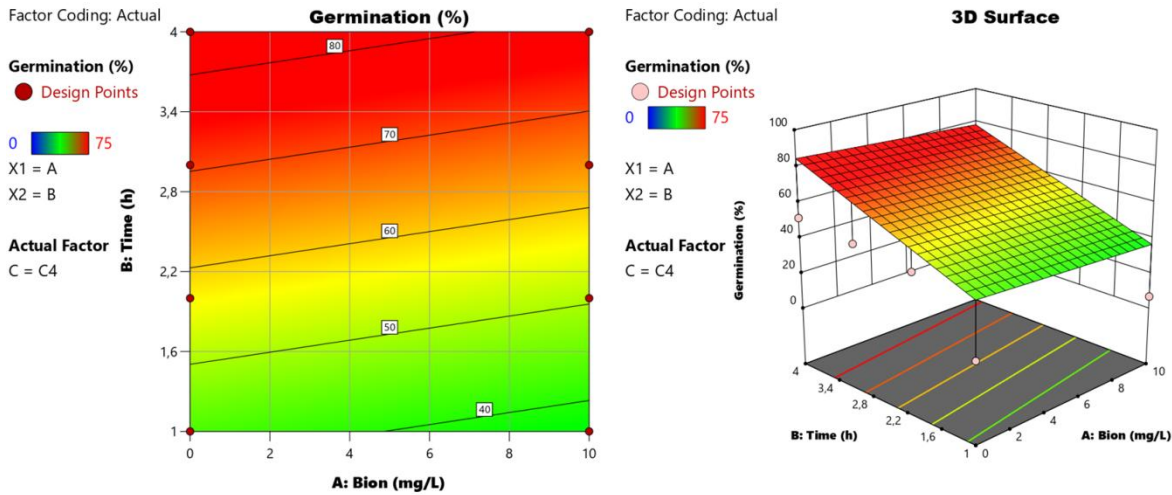 Factor Coding: Actual
Germination (%)
Germination (%)
Design Points
0 75
X1 = A
X2 = B
Actual Factor
C = C4
4
3,4
2,8
2,2
1,6
1
B: Time (h)
80
70
60
50
40
0 2 4 6 8 10
A: Bion (mg/L)
Factor Coding: Actual
3D Surface
Germination (%)
Design Points
0 75
X1 = A
X2 = B
Actual Factor
C = C4
100
80
60
40
20
0
Germination (%)
4
3,4
2,8
2,2
1,6
1
B: Time (h)
0
2
4
6
8
10
A: Bion (mg/L)